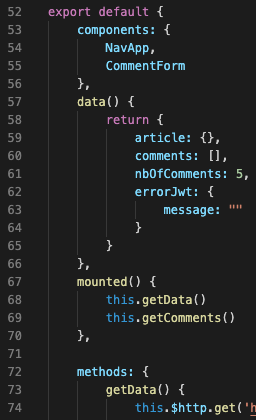 52 export default {
53     components: {
54         NavApp,
55         CommentForm
56     },
57     data() {
58         return {
59             article: {},
60             comments: [],
61             nbOfComments: 5,
62             errorJwt: {
63                 message: ""
64             }
65         }
66     },
67     mounted() {
68         this.getData()
69         this.getComments()
70     },
71
72     methods: {
73         getData() {
74             this.$http.get('h